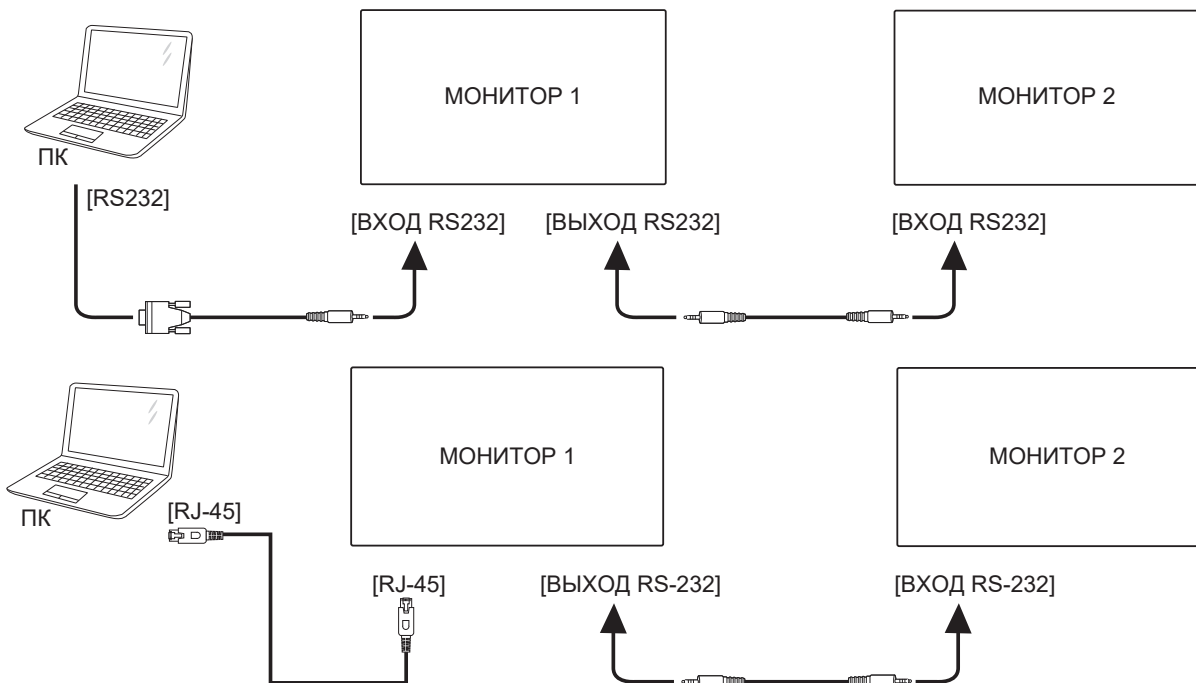 МОНИТОР 1
МОНИТОР 2
ПК
[RS232]
[ВХОД RS232]
[ВЫХОД RS232]
[ВХОД RS232]
МОНИТОР 1
МОНИТОР 2
ПК
[RJ-45]
[RJ-45]
[ВЫХОД RS-232]
[ВХОД RS-232]